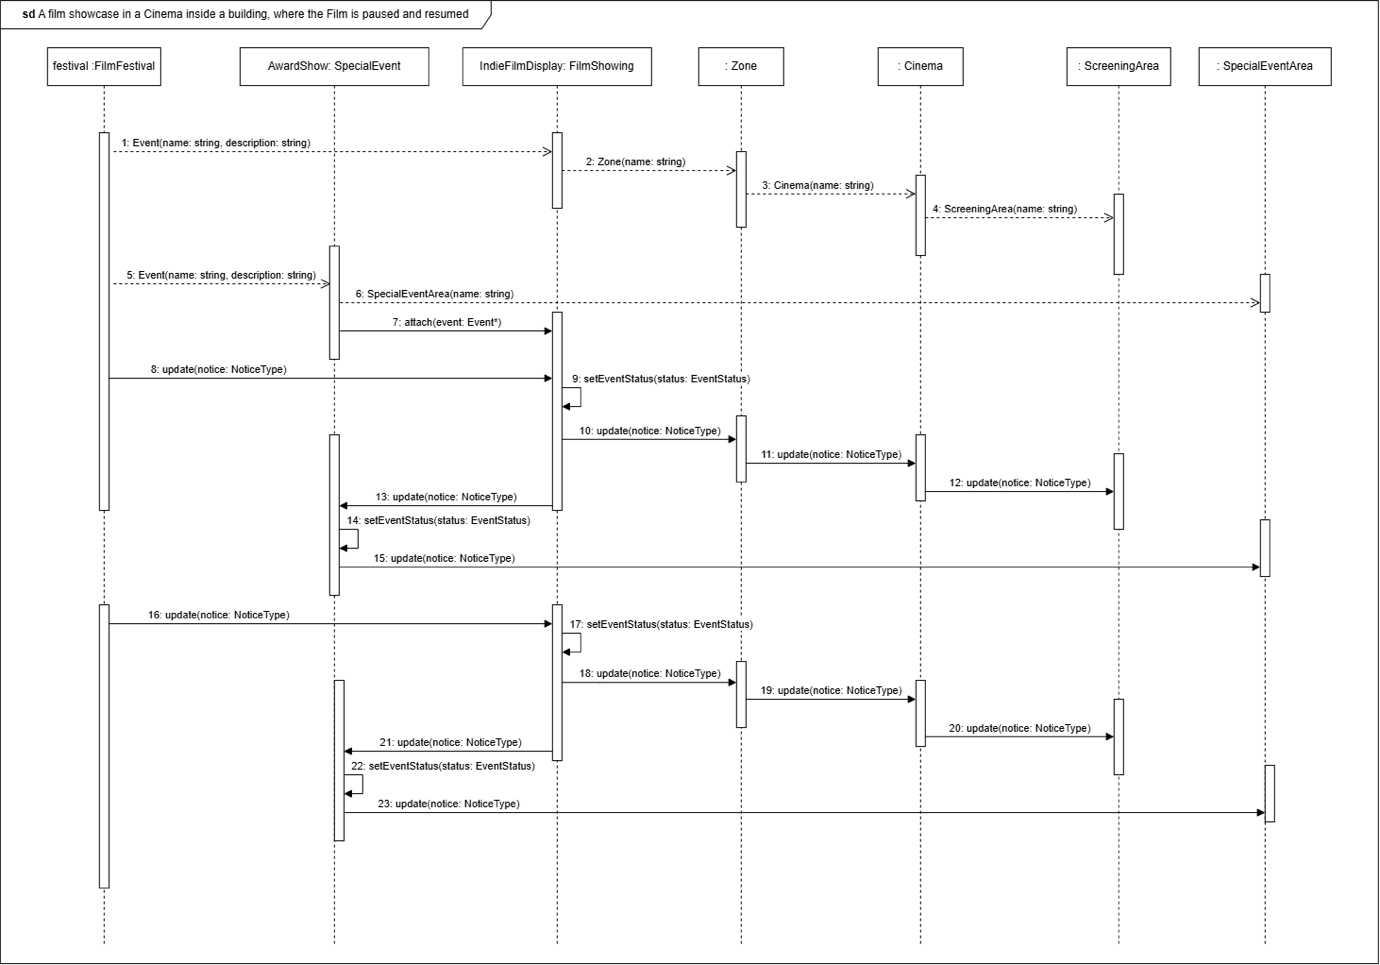 sd A film showcase in a Cinema inside a building, where the Film is paused and resumed
festival :FilmFestival
AwardShow: SpecialEvent
IndieFilmDisplay: FilmShowing
: Zone
: Cinema
: ScreeningArea
: SpecialEventArea
1: Event(name: string, description: string)
2: Zone(name: string)
3: Cinema(name: string)
4: ScreeningArea(name: string)
5: Event(name: string, description: string)
6: SpecialEventArea(name: string)
7: attach(event: Event*)
8: update(notice: NoticeType)
9: setEventStatus(status: EventStatus)
10: update(notice: NoticeType)
11: update(notice: NoticeType)
12: update(notice: NoticeType)
13: update(notice: NoticeType)
14: setEventStatus(status: EventStatus)
15: update(notice: NoticeType)
16: update(notice: NoticeType)
17: setEventStatus(status: EventStatus)
18: update(notice: NoticeType)
19: update(notice: NoticeType)
20: update(notice: NoticeType)
21: update(notice: NoticeType)
22: setEventStatus(status: EventStatus)
23: update(notice: NoticeType)